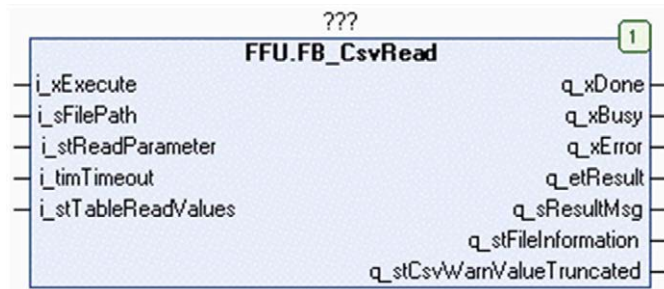 ???
1
FFU.FB_CsvRead
i_xExecute q_xDone
i_sFilePath q_xBusy
i_stReadParameter q_xError
i_timTimeout q_etResult
i_stTableReadValues q_sResultMsg
q_stFileInformation
q_stCsvWarnValueTruncated